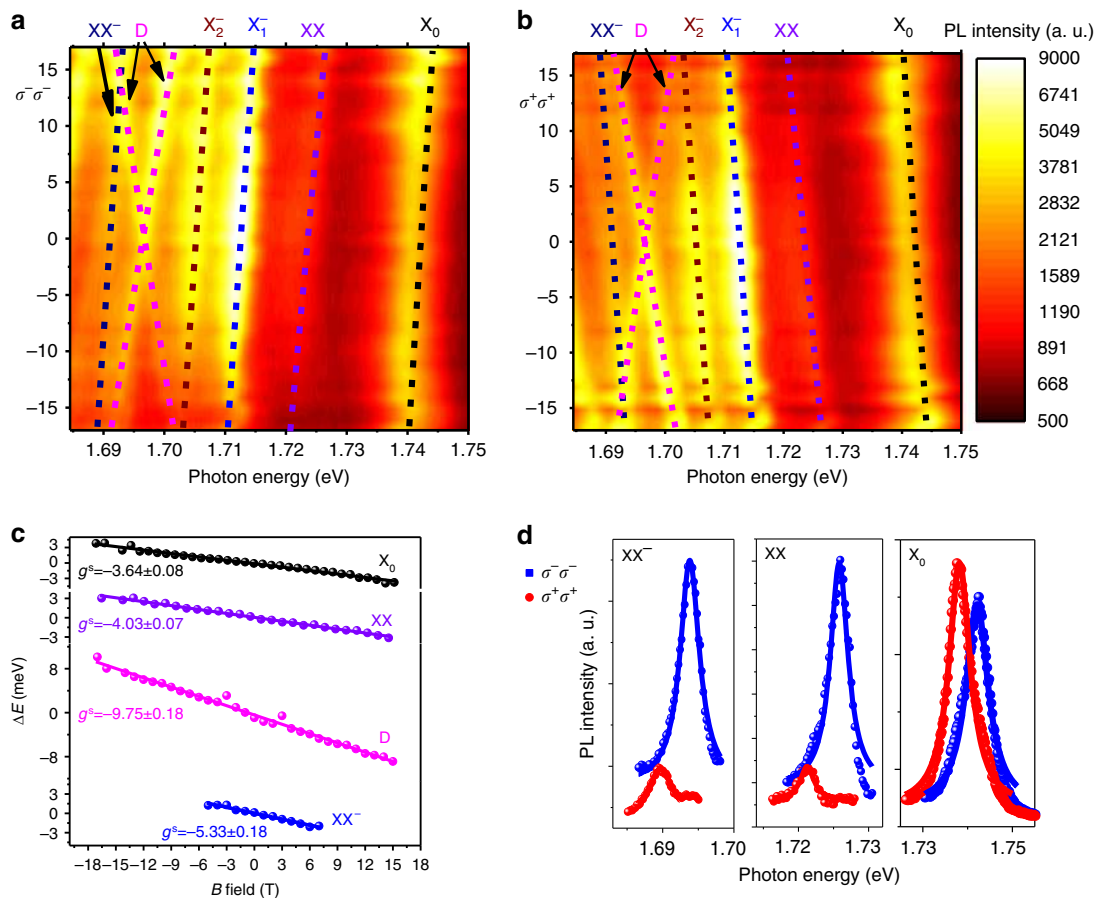 a
XX⁻ D X₂⁻ X₁⁻ XX X₀
σ⁻σ⁻
15
10
5
0
−5
−10
−15
1.69 1.70 1.71 1.72 1.73 1.74 1.75
Photon energy (eV)
b
XX⁻ D X₂⁻ X₁⁻ XX X₀
σ⁺σ⁺
15
10
5
0
−5
−10
−15
1.69 1.70 1.71 1.72 1.73 1.74 1.75
Photon energy (eV)
PL intensity (a. u.)
9000
6741
5049
3781
2832
2121
1589
1190
891
668
500
c
ΔE (meV)
3
0
−3
X₀
gˢ=−3.64±0.08
3
0
−3
XX
gˢ=−4.03±0.07
8
0
−8
gˢ=−9.75±0.18
D
3
0
−3
XX⁻
gˢ=−5.33±0.18
−18 −15 −12 −9 −6 −3 0 3 6 9 12 15 18
B field (T)
d
PL intensity (a. u.)
σ⁻σ⁻
σ⁺σ⁺
XX⁻
XX
X₀
1.69 1.70 1.72 1.73 1.73 1.75
Photon energy (eV)